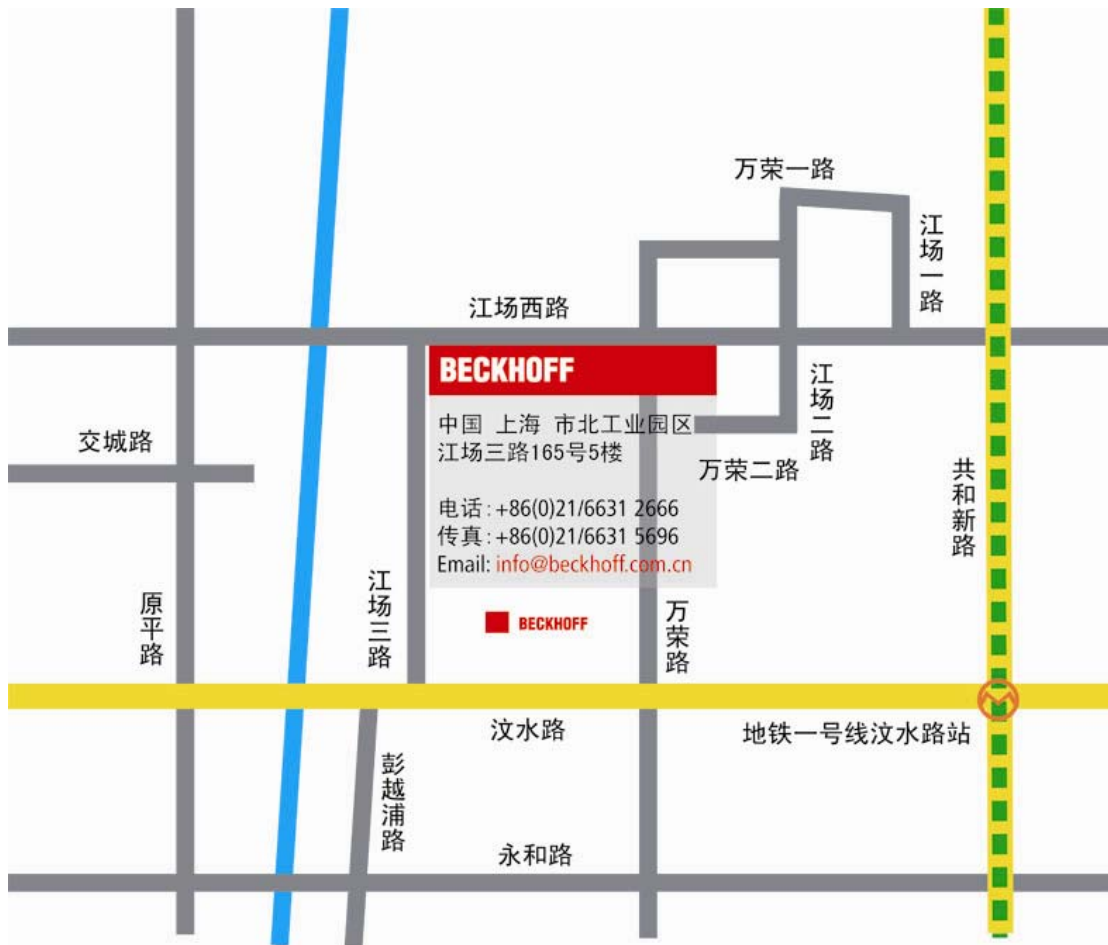 万荣一路
江场一路
江场西路
BECKHOFF
中国 上海 市北工业园区
江场三路165号5楼
电话:+86(0)21/6631 2666
传真:+86(0)21/6631 5696
Email: info@beckhoff.com.cn
江场二路
万荣二路
交城路
共和新路
原平路
江场三路
BECKHOFF
万荣路
汶水路
地铁一号线汶水路站
彭越浦路
永和路